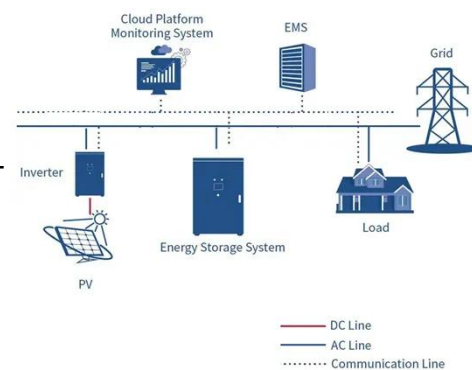 Cloud Platform
Monitoring System
EMS
Grid
Inverter
Energy Storage System
Load
PV
DC Line
AC Line
Communication Line